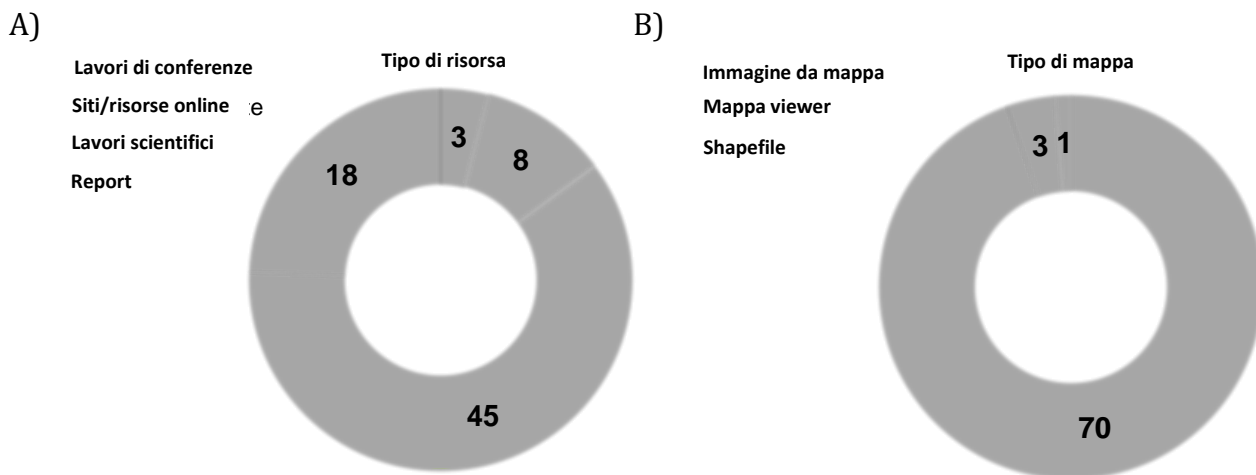 A)
Tipo di risorsa
Lavori di conferenze
Siti/risorse online
Lavori scientifici
Report
3
8
18
45
B)
Tipo di mappa
Immagine da mappa
Mappa viewer
Shapefile
3
1
70